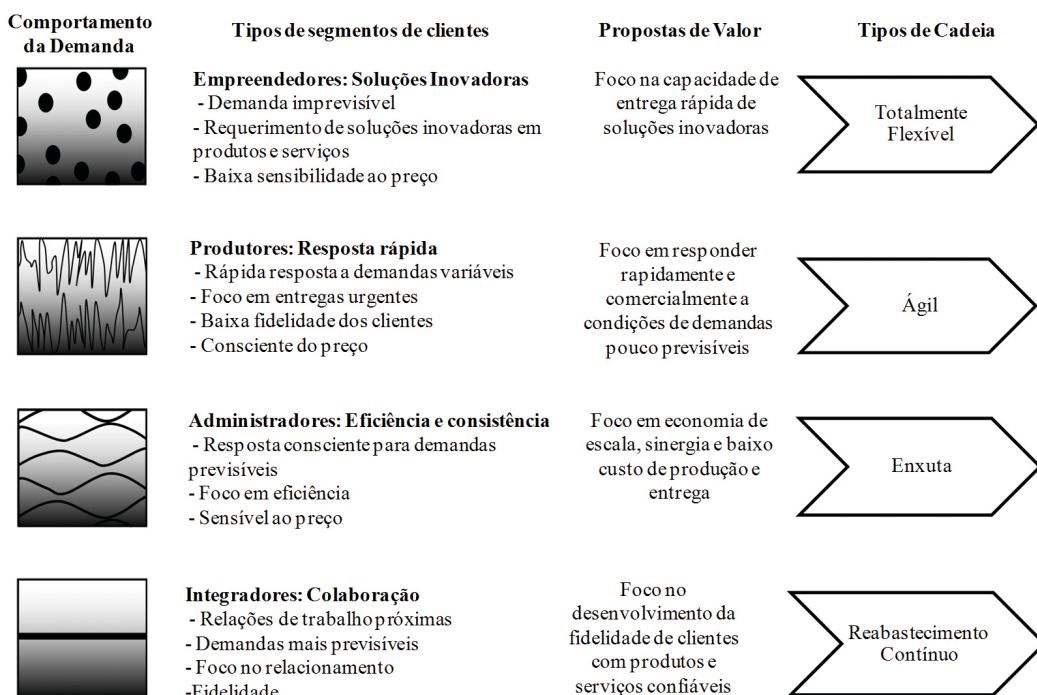 Comportamento
da Demanda
Tipos de segmentos de clientes
Propostas de Valor
Tipos de Cadeia
Empreendedores: Soluções Inovadoras
- Demanda imprevisível
- Requerimento de soluções inovadoras em
produtos e serviços
- Baixa sensibilidade ao preço
Foco na capacidade de
entrega rápida de
soluções inovadoras
Totalmente
Flexível
Produtores: Resposta rápida
- Rápida resposta a demandas variáveis
- Foco em entregas urgentes
- Baixa fidelidade dos clientes
- Consciente do preço
Foco em responder
rapidamente e
comercialmente a
condições de demandas
pouco previsíveis
Ágil
Administradores: Eficiência e consistência
- Resposta consciente para demandas
previsíveis
- Foco em eficiência
- Sensível ao preço
Foco em economia de
escala, sinergia e baixo
custo de produção e
entrega
Enxuta
Integradores: Colaboração
- Relações de trabalho próximas
- Demandas mais previsíveis
- Foco no relacionamento
-Fidelidade
Foco no
desenvolvimento da
fidelidade de clientes
com produtos e
serviços confiáveis
Reabastecimento
Contínuo